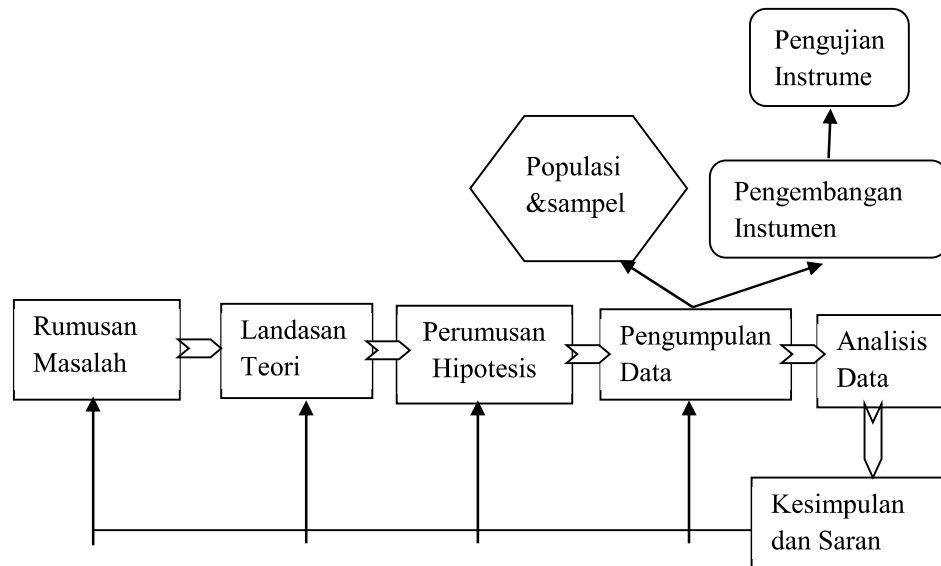 Pengujian
Instrume
Populasi
&sampel
Pengembangan
Instumen
Rumusan
Masalah
Landasan
Teori
Perumusan
Hipotesis
Pengumpulan
Data
Analisis
Data
Kesimpulan
dan Saran